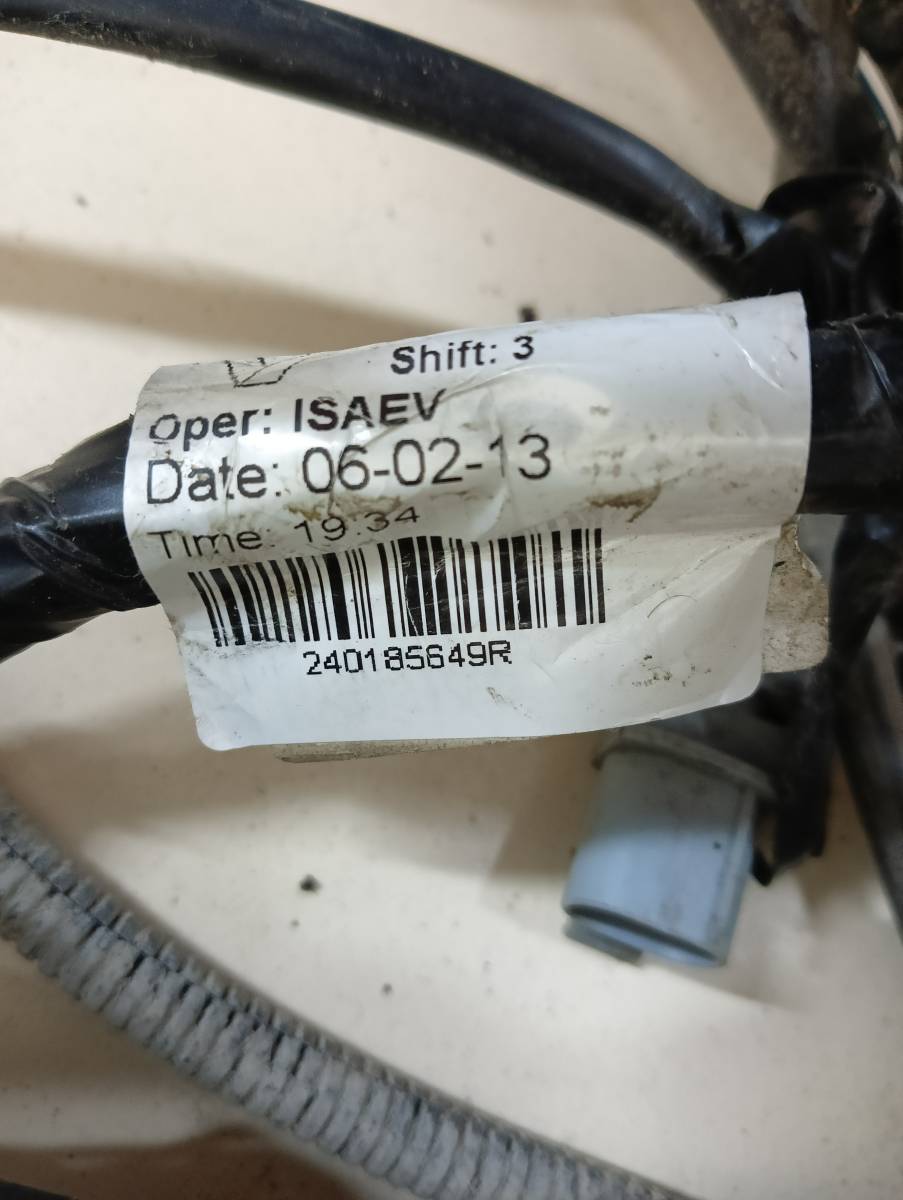 Shift: 3
Oper: ISAEV
Date: 06-02-13
Time: 19:34
240185649R